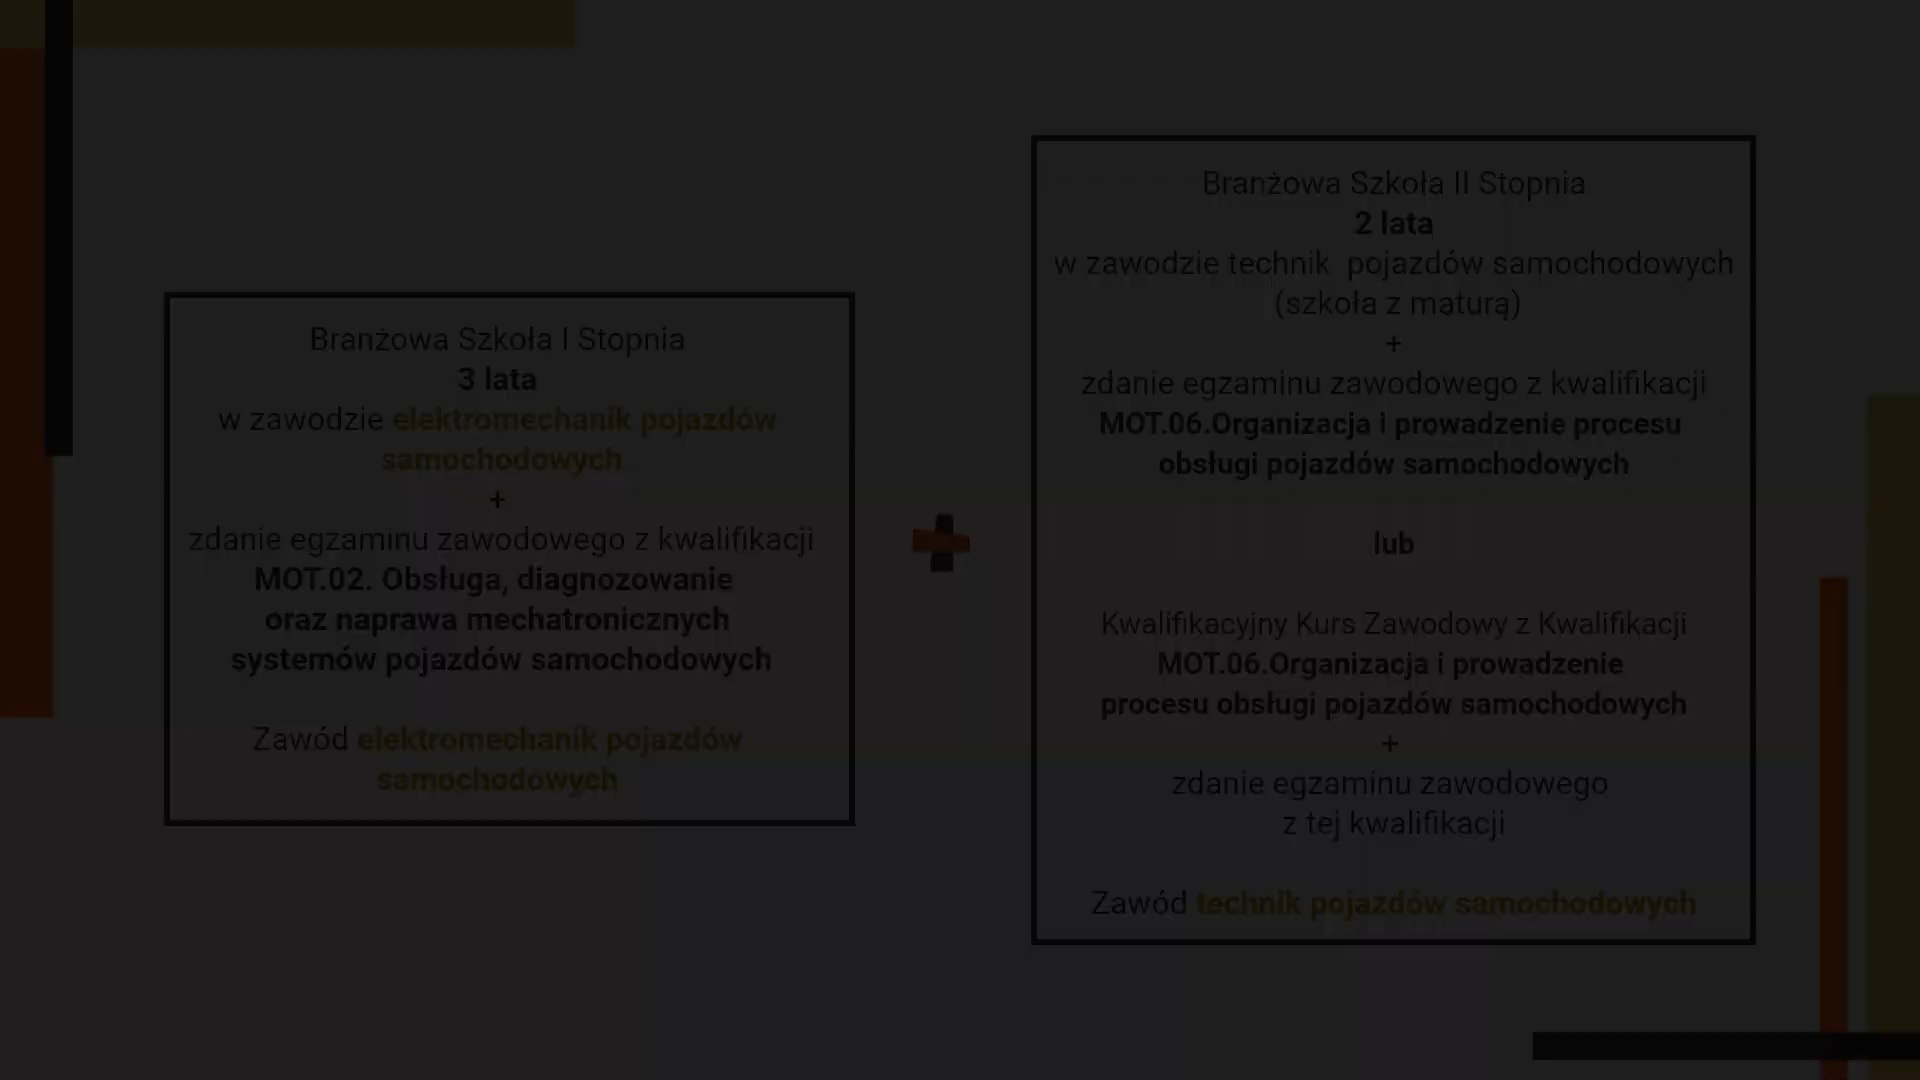 Branżowa Szkoła I Stopnia
3 lata
w zawodzie elektromechanik pojazdów
samochodowych
+
zdanie egzaminu zawodowego z kwalifikacji
MOT.02. Obsługa, diagnozowanie
oraz naprawa mechatronicznych
systemów pojazdów samochodowych
Zawód elektromechanik pojazdów
samochodowych
+
Branżowa Szkoła II Stopnia
2 lata
w zawodzie technik  pojazdów samochodowych
(szkoła z maturą)
+
zdanie egzaminu zawodowego z kwalifikacji
MOT.06.Organizacja i prowadzenie procesu
obsługi pojazdów samochodowych
lub
Kwalifikacyjny Kurs Zawodowy z Kwalifikacji
MOT.06.Organizacja i prowadzenie
procesu obsługi pojazdów samochodowych
+
zdanie egzaminu zawodowego
z tej kwalifikacji
Zawód technik pojazdów samochodowych